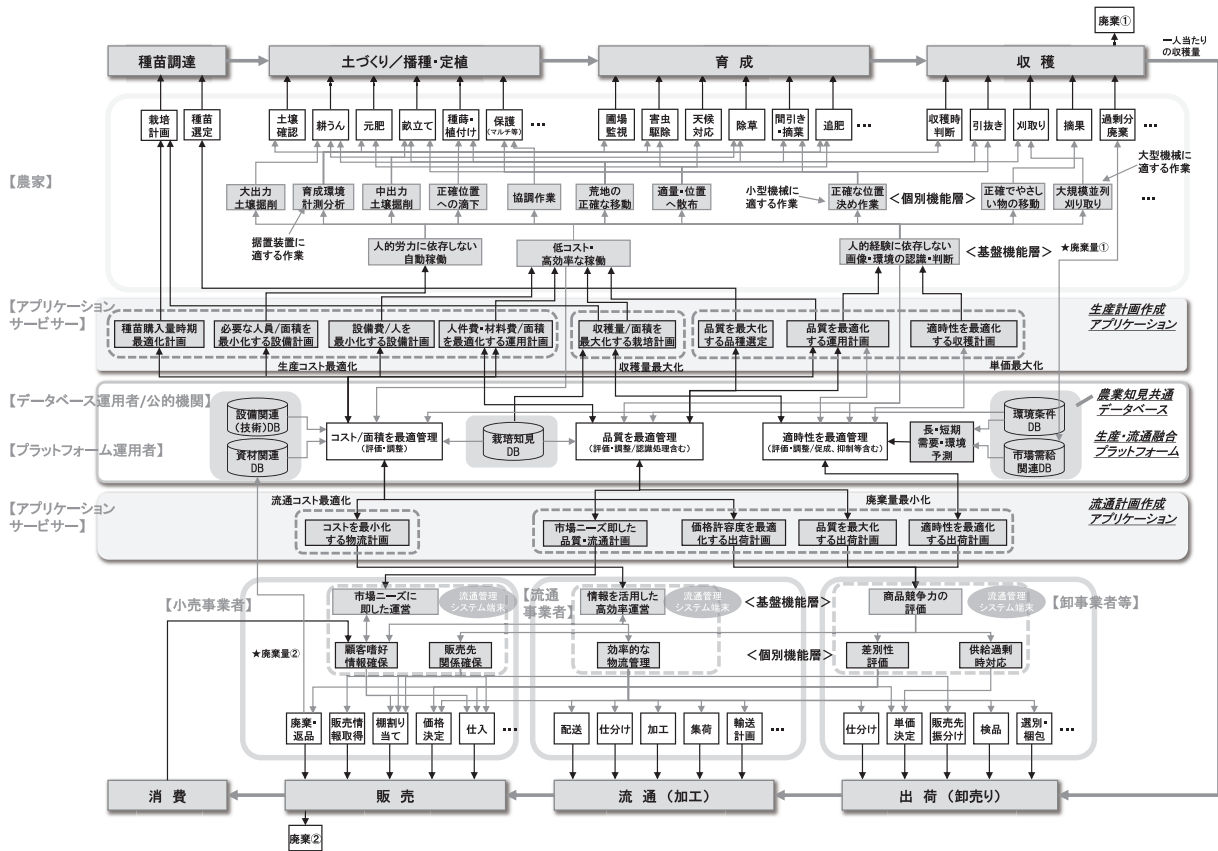 廃棄①
種苗調達
土づくり／播種・定植
育 成
収 穫
一人当たり
の収穫量
栽培
計画
種苗
選定
土壌
確認
耕うん
元肥
畝立て
種蒔・
植付け
保護
(マルチ等)
…
圃場
監視
害虫
駆除
天候
対応
除草
間引き
・摘葉
追肥
…
収穫時
判断
引抜き
刈取り
摘果
過剰分
廃棄
大型機械に
適する作業
【農家】
大出力
土壌掘削
育成環境
計測分析
中出力
土壌掘削
正確位置
への滴下
協調作業
荒地の
正確な移動
適量・位置
へ散布
小型機械に
適する作業
正確な位置
決め作業
＜個別機能層＞
正確でやさし
い物の移動
大規模並列
刈り取り
…
据置装置に
適する作業
人的労力に依存しない
自動稼働
低コスト・
高効率な稼働
人的経験に依存しない
画像・環境の認識・判断
＜基盤機能層＞
★廃棄量①
【アプリケーション
サービサー】
生産計画作成
アプリケーション
種苗購入量時期
最適化計画
必要な人員/面積を
最小化する設備計画
設備費/人を
最小化する設備計画
人件費・材料費/面積
を最適化する運用計画
収穫量/面積を
最大化する栽培計画
品質を最大化
する品種選定
品質を最適化
する運用計画
適時性を最適化
する収穫計画
生産コスト最適化
収穫量最大化
単価最大化
【データベース運用者/公的機関】
農業知見共通
データベース
設備関連
(技術)DB
資材関連
DB
コスト/面積を最適管理
(評価・調整)
栽培知見
DB
品質を最適管理
(評価・調整/認識処理含む)
適時性を最適管理
(評価・調整/促成、抑制等含む)
長・短期
需要・環境
予測
環境条件
DB
市場需給
関連DB
【プラットフォーム運用者】
生産・流通融合
プラットフォーム
【アプリケーション
サービサー】
流通コスト最適化
廃棄量最小化
流通計画作成
アプリケーション
コストを最小化
する物流計画
市場ニーズ即した
品質・流通計画
価格許容度を最適
化する出荷計画
品質を最大化
する出荷計画
適時性を最適化
する出荷計画
【小売事業者】
市場ニーズに
即した運営
流通管理
システム端末
【流通
事業者】
情報を活用した
高効率運営
流通管理
システム端末
＜基盤機能層＞
商品競争力の
評価
流通管理
システム端末
【卸事業者等】
★廃棄量②
顧客嗜好
情報確保
販売先
関係確保
効率的な
物流管理
＜個別機能層＞
差別性
評価
供給過剰
時対応
廃棄・
返品
販売情
報取得
棚割り
当て
価格
決定
仕入
…
配送
仕分け
加工
集荷
輸送
計画
…
仕分け
単価
決定
販売先
振分け
検品
選別・
梱包
…
消 費
販 売
流 通（加工）
出 荷（卸売り）
廃棄②